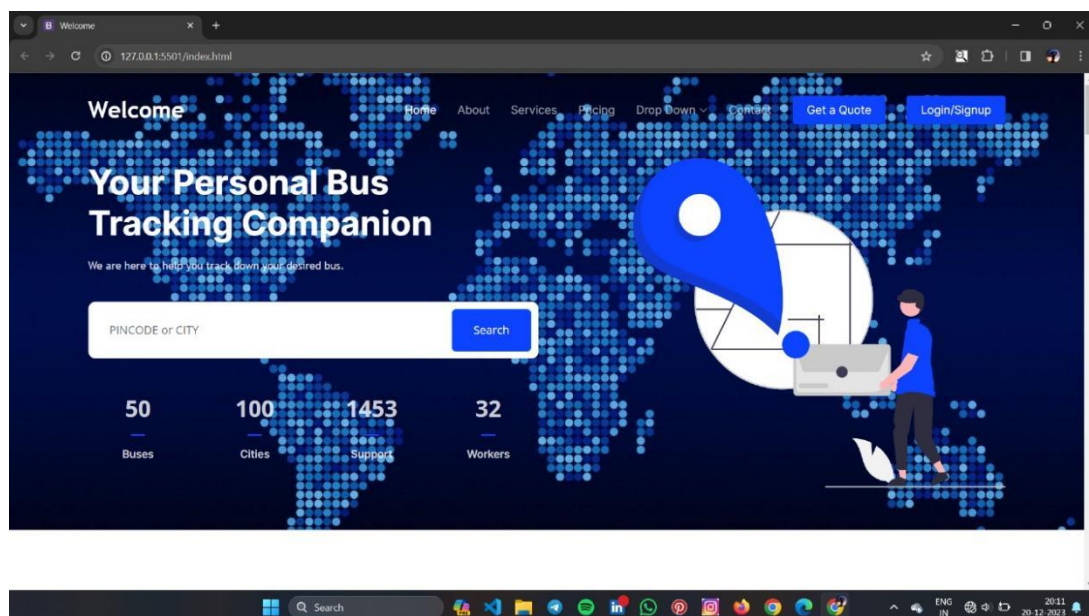 B Welcome
127.0.0.1:5501/index.html
Welcome Home About Services Pricing Drop Down Contact Get a Quote Login/Signup
Your Personal Bus
Tracking Companion
We are here to help you track down your desired bus.
PINCODE or CITY Search
50 100 1453 32
Buses Cities Support Workers
Search
ENG 20:11
IN 20-12-2023